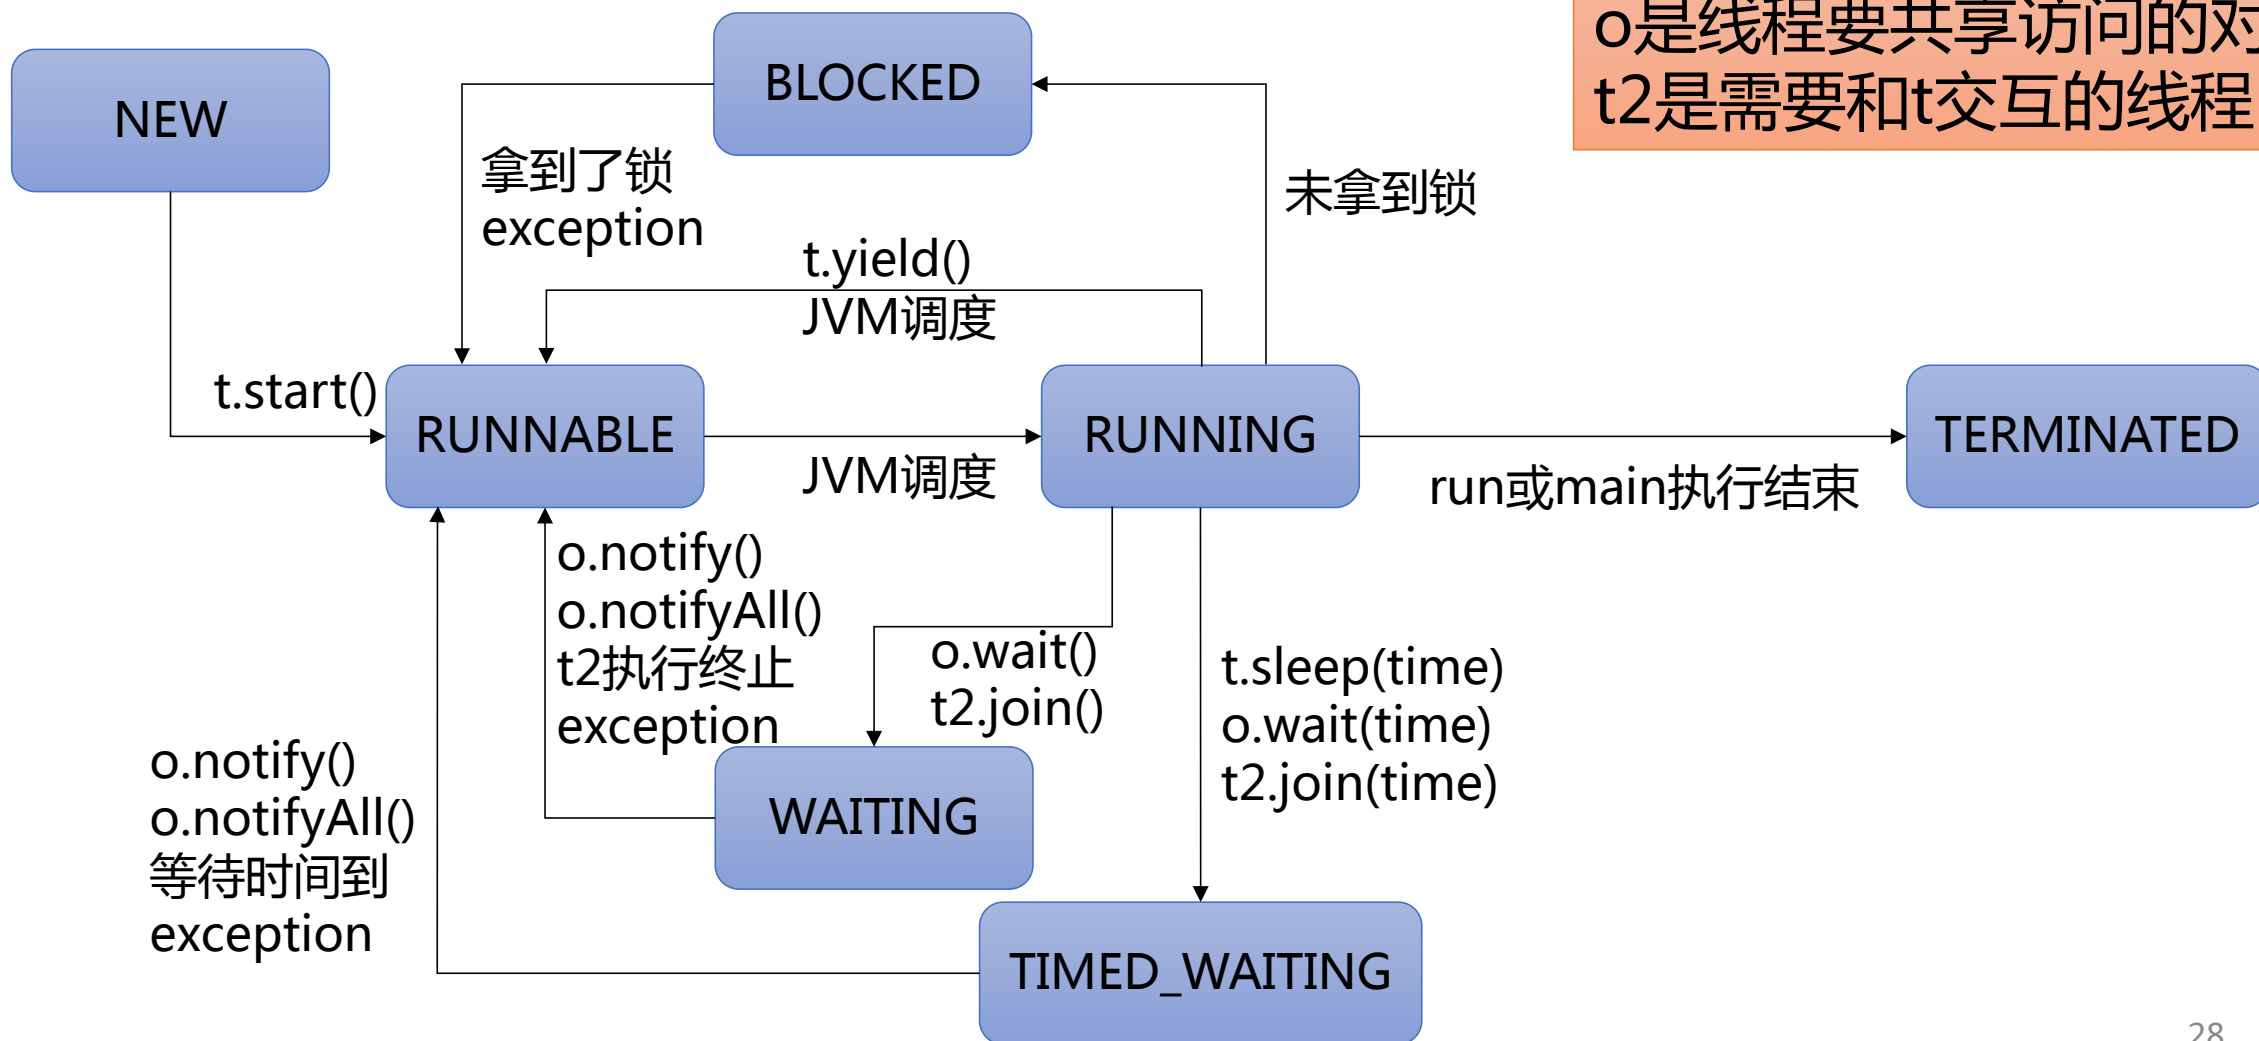 o是线程要共享访问的对
t2是需要和t交互的线程
NEW
BLOCKED
拿到了锁
exception
未拿到锁
t.yield()
JVM调度
t.start()
RUNNABLE
JVM调度
RUNNING
run或main执行结束
TERMINATED
o.notify()
o.notifyAll()
t2执行终止
exception
o.wait()
t2.join()
t.sleep(time)
o.wait(time)
t2.join(time)
o.notify()
o.notifyAll()
等待时间到
exception
WAITING
TIMED_WAITING
28